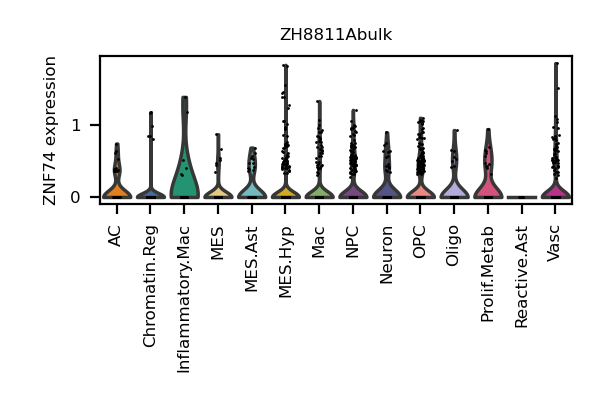 ZH8811Abulk
ZNF74 expression
1
0
AC
Chromatin.Reg
Inflammatory.Mac
MES
MES.Ast
MES.Hyp
Mac
NPC
Neuron
OPC
Oligo
Prolif.Metab
Reactive.Ast
Vasc